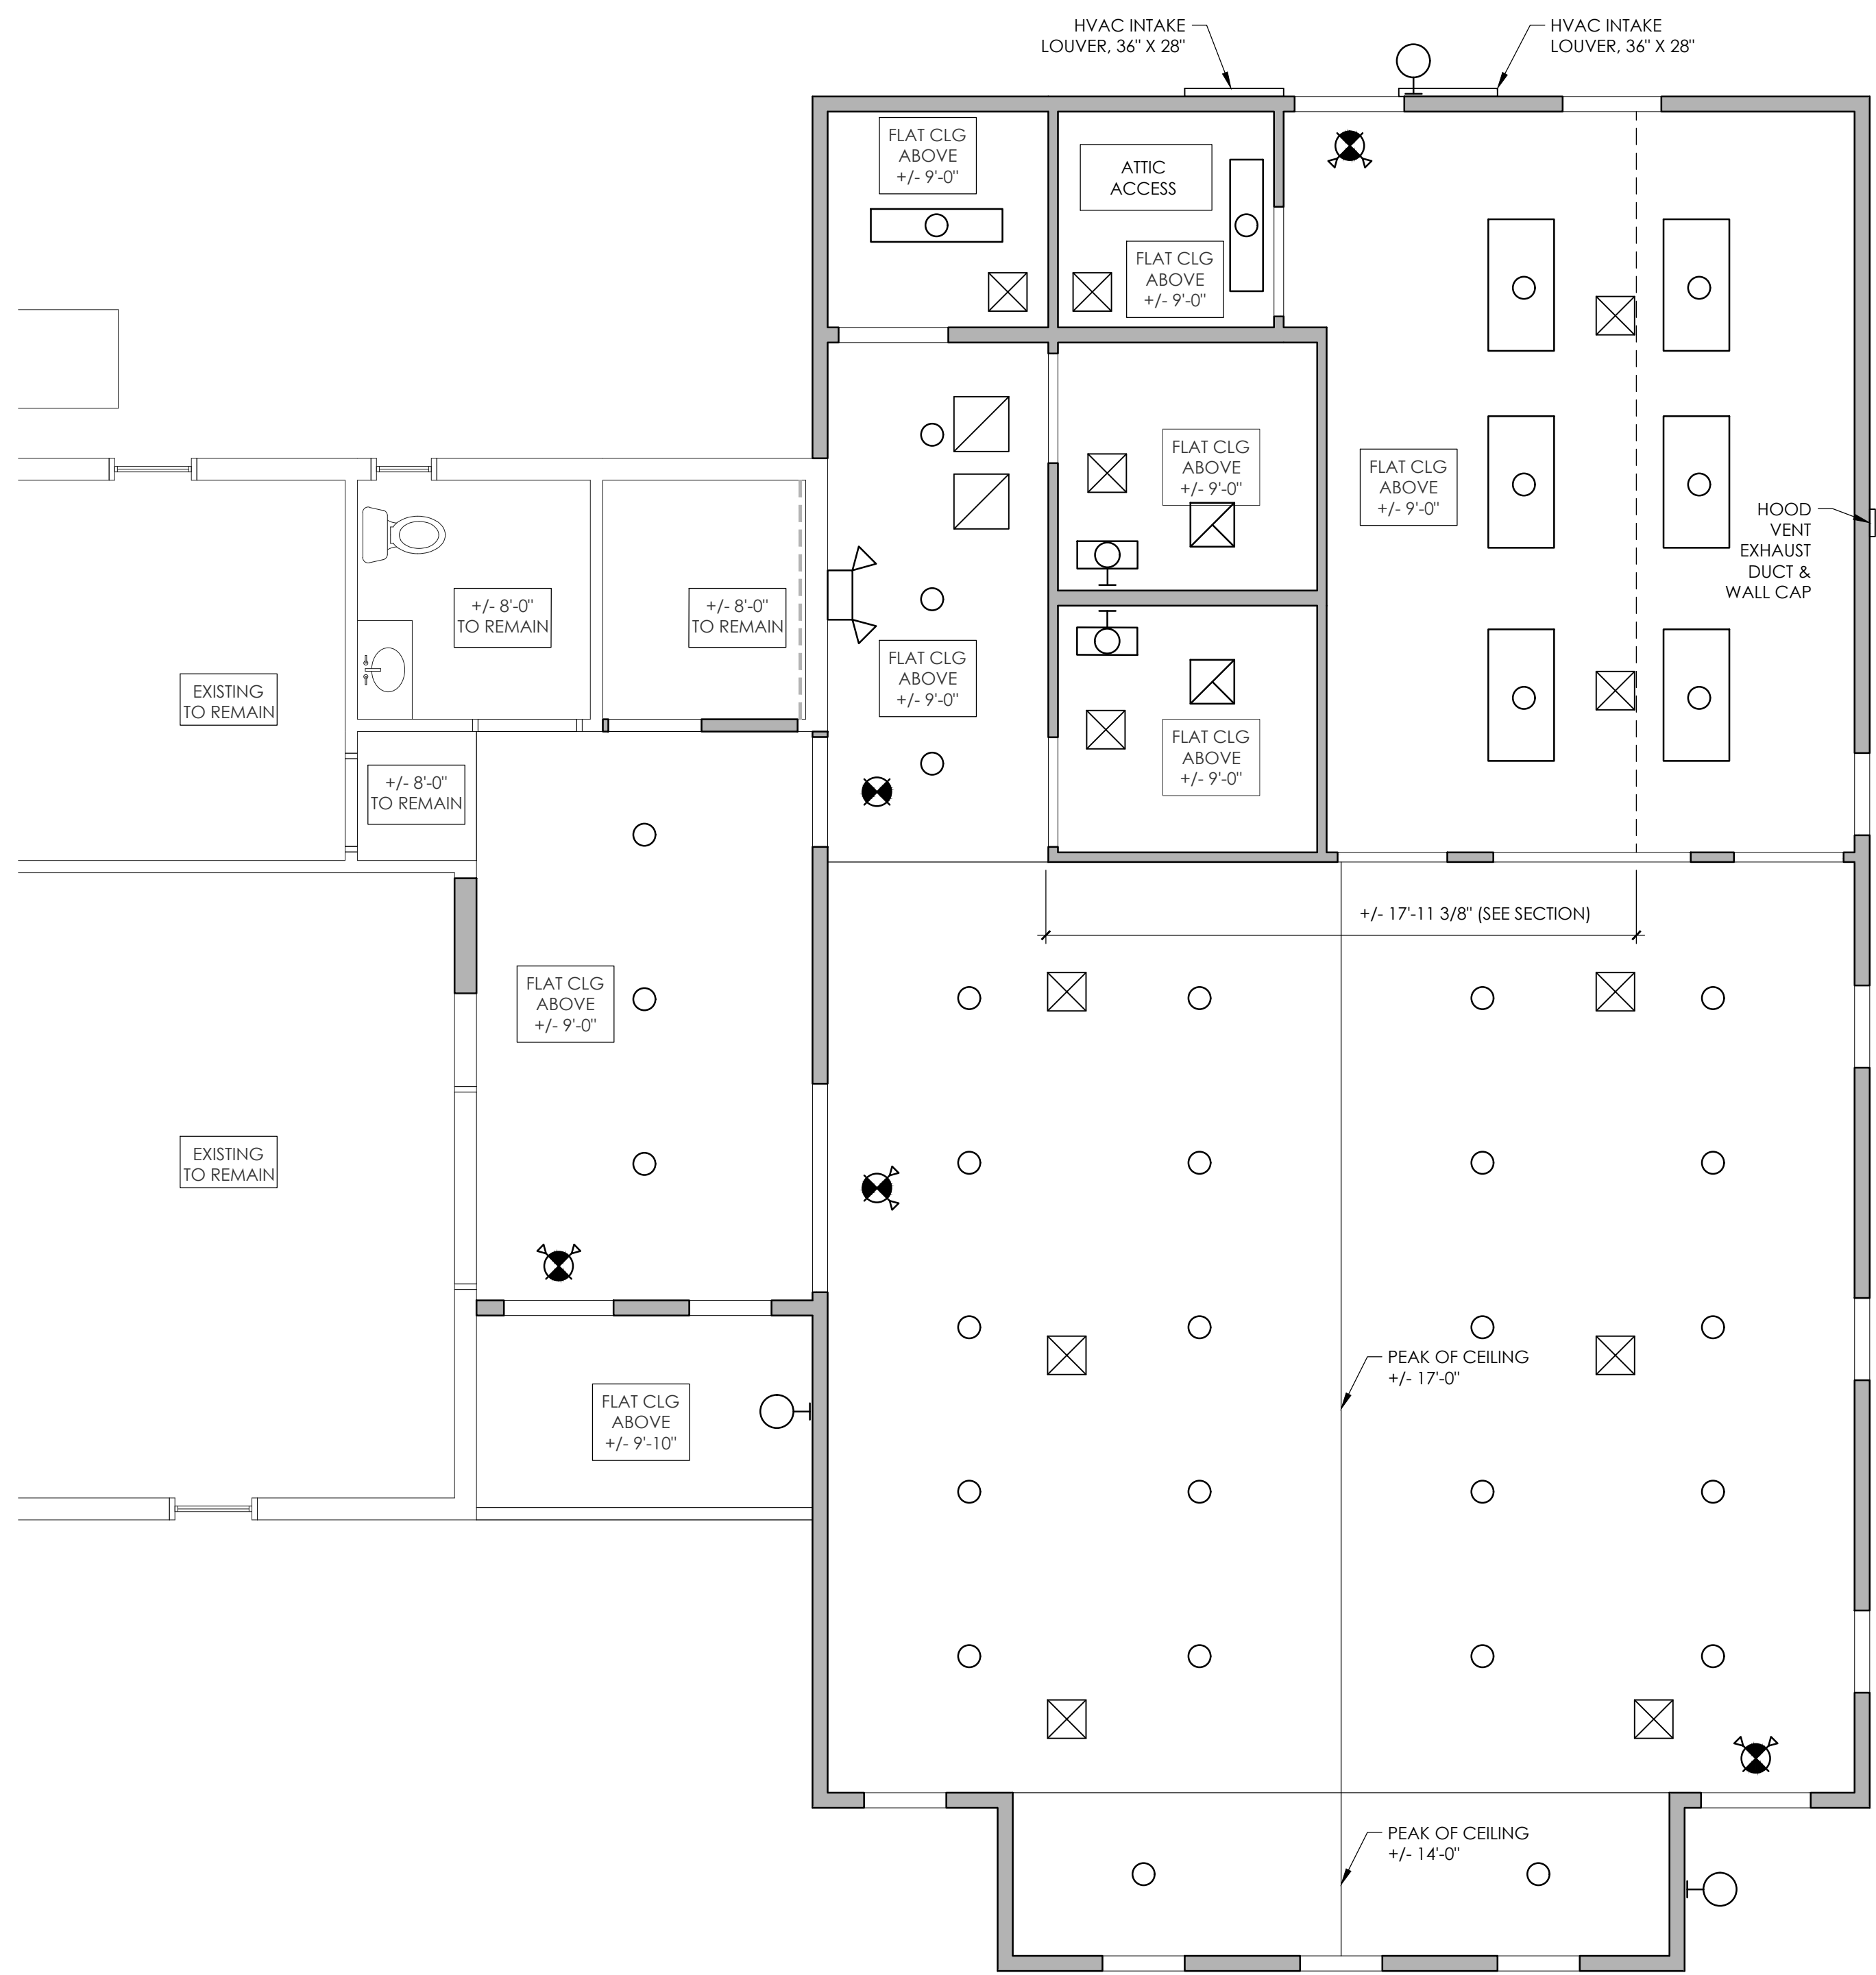 HVAC INTAKE
LOUVER, 36" X 28"
HVAC INTAKE
LOUVER, 36" X 28"
FLAT CLG
ABOVE
+/- 9'-0"
ATTIC
ACCESS
FLAT CLG
ABOVE
+/- 9'-0"
FLAT CLG
ABOVE
+/- 9'-0"
FLAT CLG
ABOVE
+/- 9'-0"
HOOD
VENT
EXHAUST
DUCT &
WALL CAP
+/- 8'-0"
TO REMAIN
+/- 8'-0"
TO REMAIN
FLAT CLG
ABOVE
+/- 9'-0"
EXISTING
TO REMAIN
FLAT CLG
ABOVE
+/- 9'-0"
+/- 8'-0"
TO REMAIN
+/- 17'-11 3/8" (SEE SECTION)
FLAT CLG
ABOVE
+/- 9'-0"
EXISTING
TO REMAIN
PEAK OF CEILING
+/- 17'-0"
FLAT CLG
ABOVE
+/- 9'-10"
PEAK OF CEILING
+/- 14'-0"